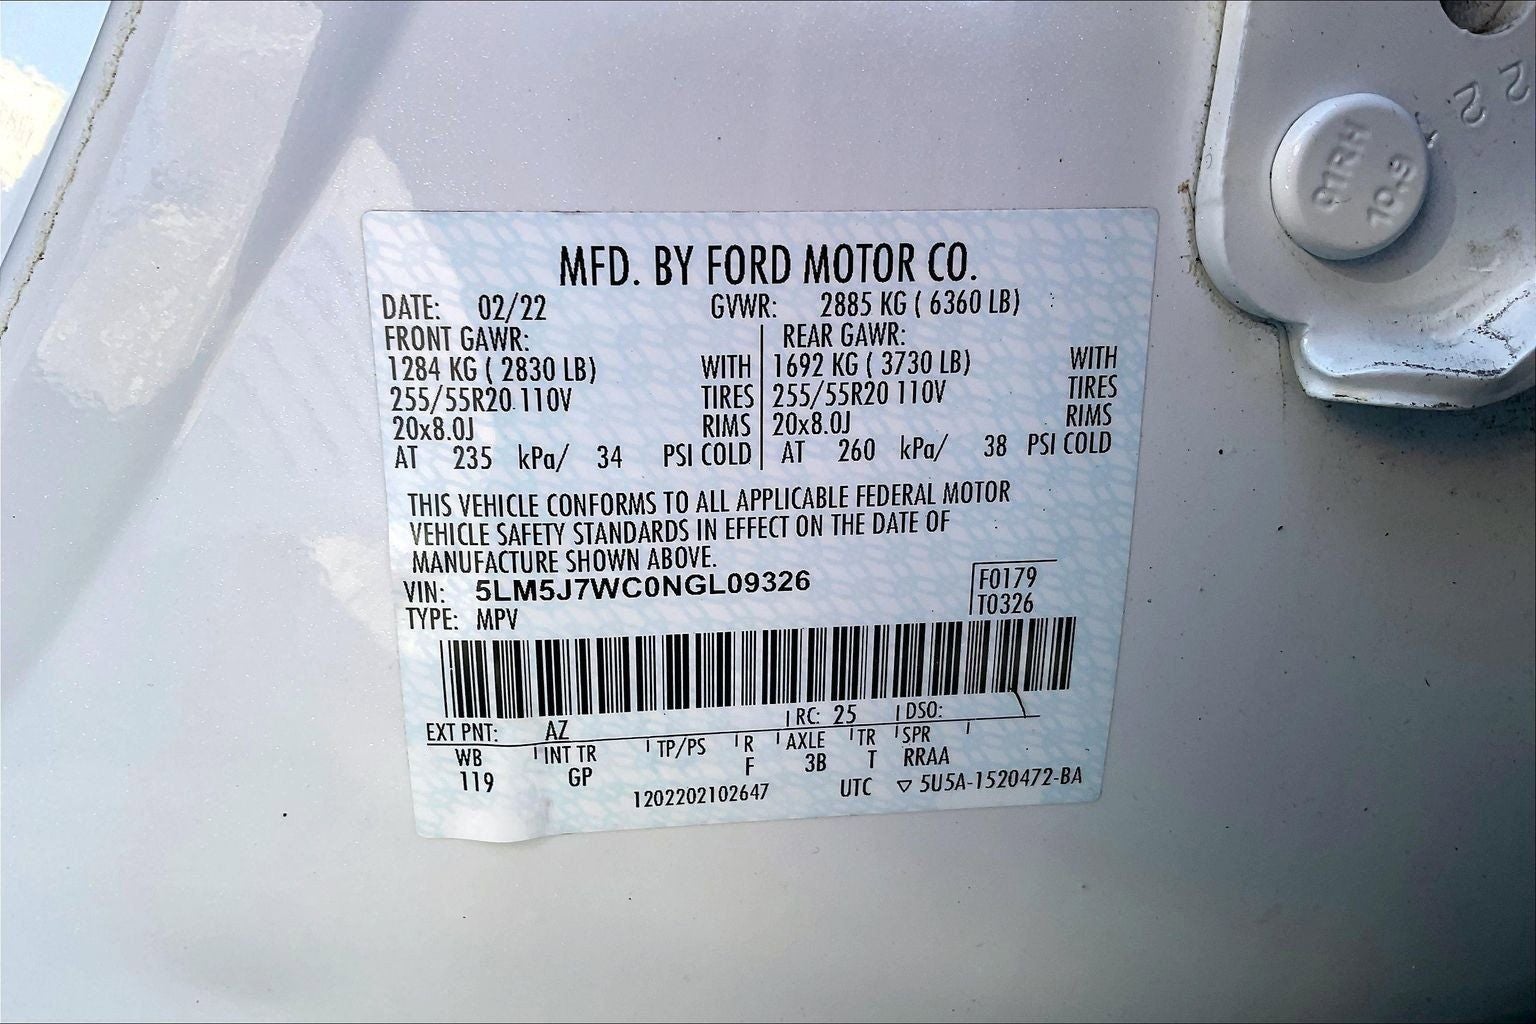 MFD. BY FORD MOTOR CO.
DATE: 02/22 GVWR: 2885 KG ( 6360 LB)
FRONT GAWR: REAR GAWR:
1284 KG ( 2830 LB) WITH 1692 KG ( 3730 LB) WITH
255/55R20 110V TIRES 255/55R20 110V TIRES
20x8.0J RIMS 20x8.0J RIMS
AT 235 kPa/ 34 PSI COLD AT 260 kPa/ 38 PSI COLD
THIS VEHICLE CONFORMS TO ALL APPLICABLE FEDERAL MOTOR
VEHICLE SAFETY STANDARDS IN EFFECT ON THE DATE OF
MANUFACTURE SHOWN ABOVE.
VIN: 5LM5J7WC0NGL09326 F0179
TYPE: MPV T0326
EXT PNT: AZ RC: 25 DSO:
WB INT TR TP/PS R AXLE TR SPR
119 GP F 3B T RRAA
1202202102647 UTC ▽ 5U5A-1520472-BA
01RH
10.9
2 2